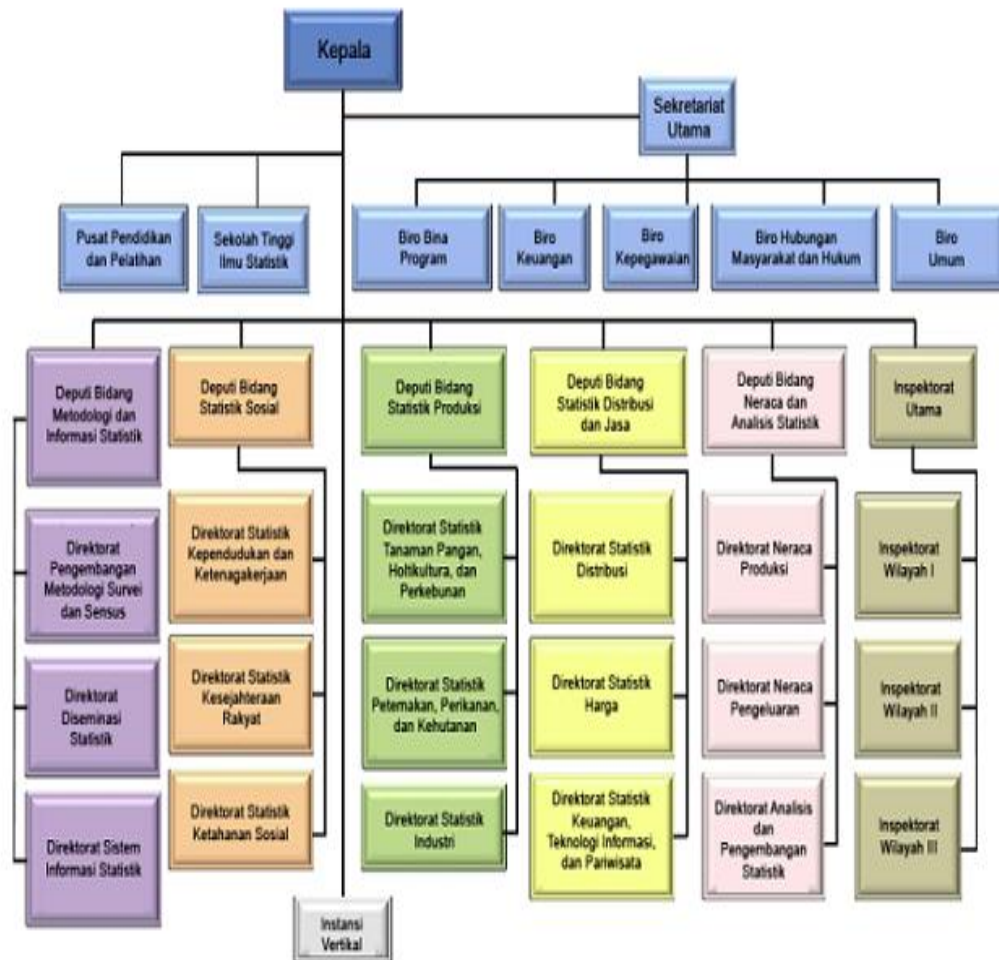 Kepala
Sekretariat
Utama
Pusat Pendidikan
dan Pelatihan
Sekolah Tinggi
Ilmu Statistik
Biro Bina
Program
Biro
Keuangan
Biro
Kepegawaian
Biro Hubungan
Masyarakat dan Hukum
Biro
Umum
Deputi Bidang
Metodologi dan
Informasi Statistik
Deputi Bidang
Statistik Sosial
Deputi Bidang
Statistik Produksi
Deputi Bidang
Statistik Distribusi
dan Jasa
Deputi Bidang
Neraca dan
Analisis Statistik
Inspektorat
Utama
Direktorat
Pengembangan
Metodologi Survei
dan Sensus
Direktorat Statistik
Kependudukan dan
Ketenagakerjaan
Direktorat Statistik
Tanaman Pangan,
Holtikultura, dan
Perkebunan
Direktorat Statistik
Distribusi
Direktorat Neraca
Produksi
Inspektorat
Wilayah I
Direktorat
Diseminasi
Statistik
Direktorat Statistik
Kesejahteraan
Rakyat
Direktorat Statistik
Peternakan, Perikanan,
dan Kehutanan
Direktorat Statistik
Harga
Direktorat Neraca
Pengeluaran
Inspektorat
Wilayah II
Direktorat Sistem
Informasi Statistik
Direktorat Statistik
Ketahanan Sosial
Direktorat Statistik
Industri
Direktorat Statistik
Keuangan,
Teknologi Informasi,
dan Pariwisata
Direktorat Analisis
dan
Pengembangan
Statistik
Inspektorat
Wilayah III
Instansi
Vertikal